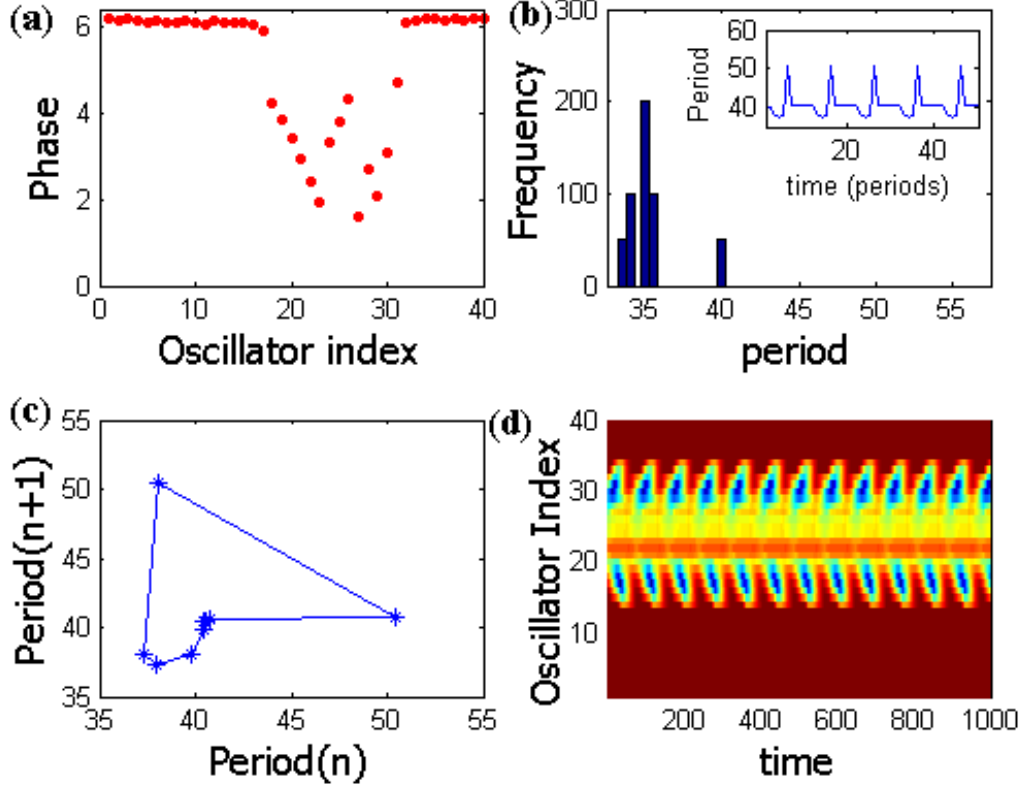 (a)
6
4
2
0
0 10 20 30 40
Phase
Oscillator index
(b)
300
200
100
0
35 40 45 50 55
Frequency
period
60
50
40
20 40
Period
time (periods)
(c)
55
50
45
40
35
35 40 45 50 55
Period(n+1)
Period(n)
(d)
40
30
20
10
200 400 600 800 1000
Oscillator Index
time